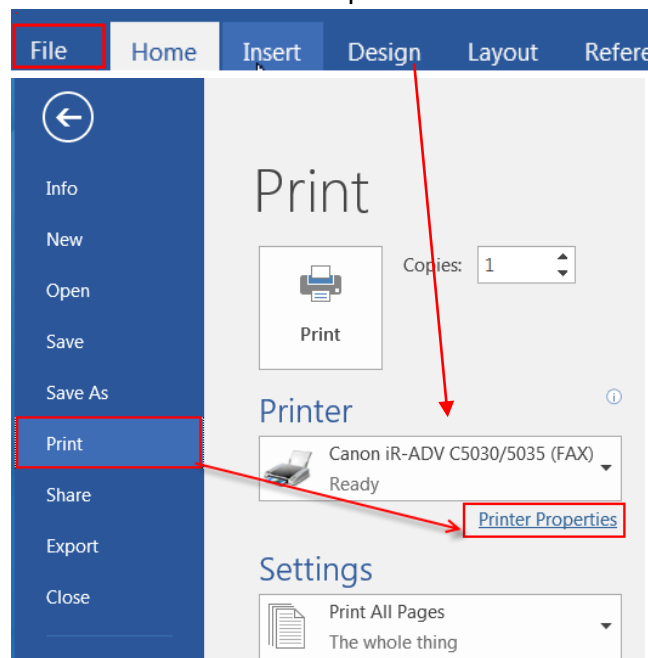 File Home Insert Design Layout Refere
Info
New
Open
Save
Save As
Print
Share
Export
Close
Print
Copies: 1
Print
Printer
Canon iR-ADV C5030/5035 (FAX)
Ready
Printer Properties
Settings
Print All Pages
The whole thing